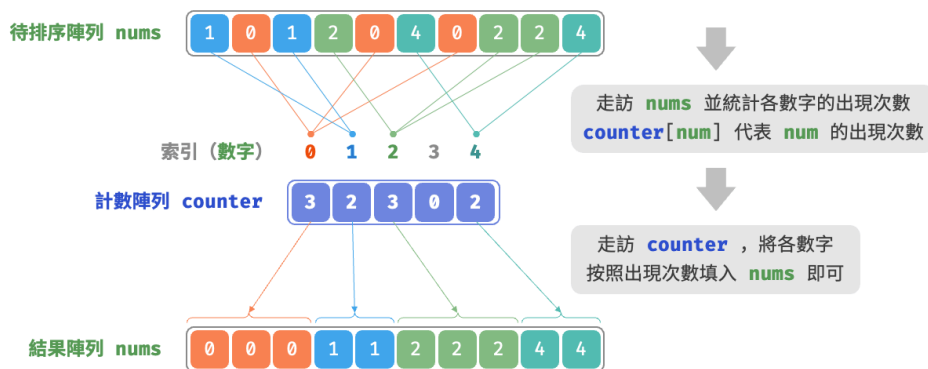 待排序陣列 nums
1 0 1 2 0 4 0 2 2 4
走訪 nums 並統計各數字的出現次數
counter[num] 代表 num 的出現次數
索引（數字） 0 1 2 3 4
計數陣列 counter
3 2 3 0 2
走訪 counter ，將各數字
按照出現次數填入 nums 即可
結果陣列 nums
0 0 0 1 1 2 2 2 4 4